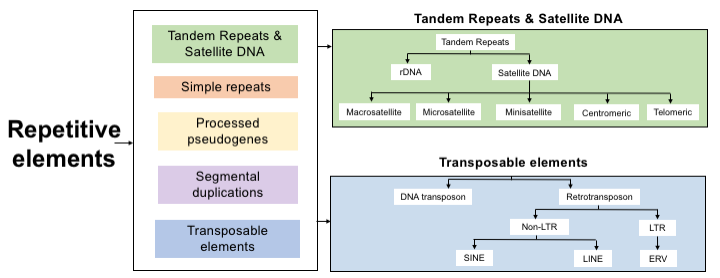 Repetitive
elements
Tandem Repeats &
Satellite DNA
Simple repeats
Processed
pseudogenes
Segmental
duplications
Transposable
elements
Tandem Repeats & Satellite DNA
Tandem Repeats
rDNA
Satellite DNA
Macrosatellite
Microsatellite
Minisatellite
Centromeric
Telomeric
Transposable elements
DNA transposon
Retrotransposon
Non-LTR
LTR
SINE
LINE
ERV